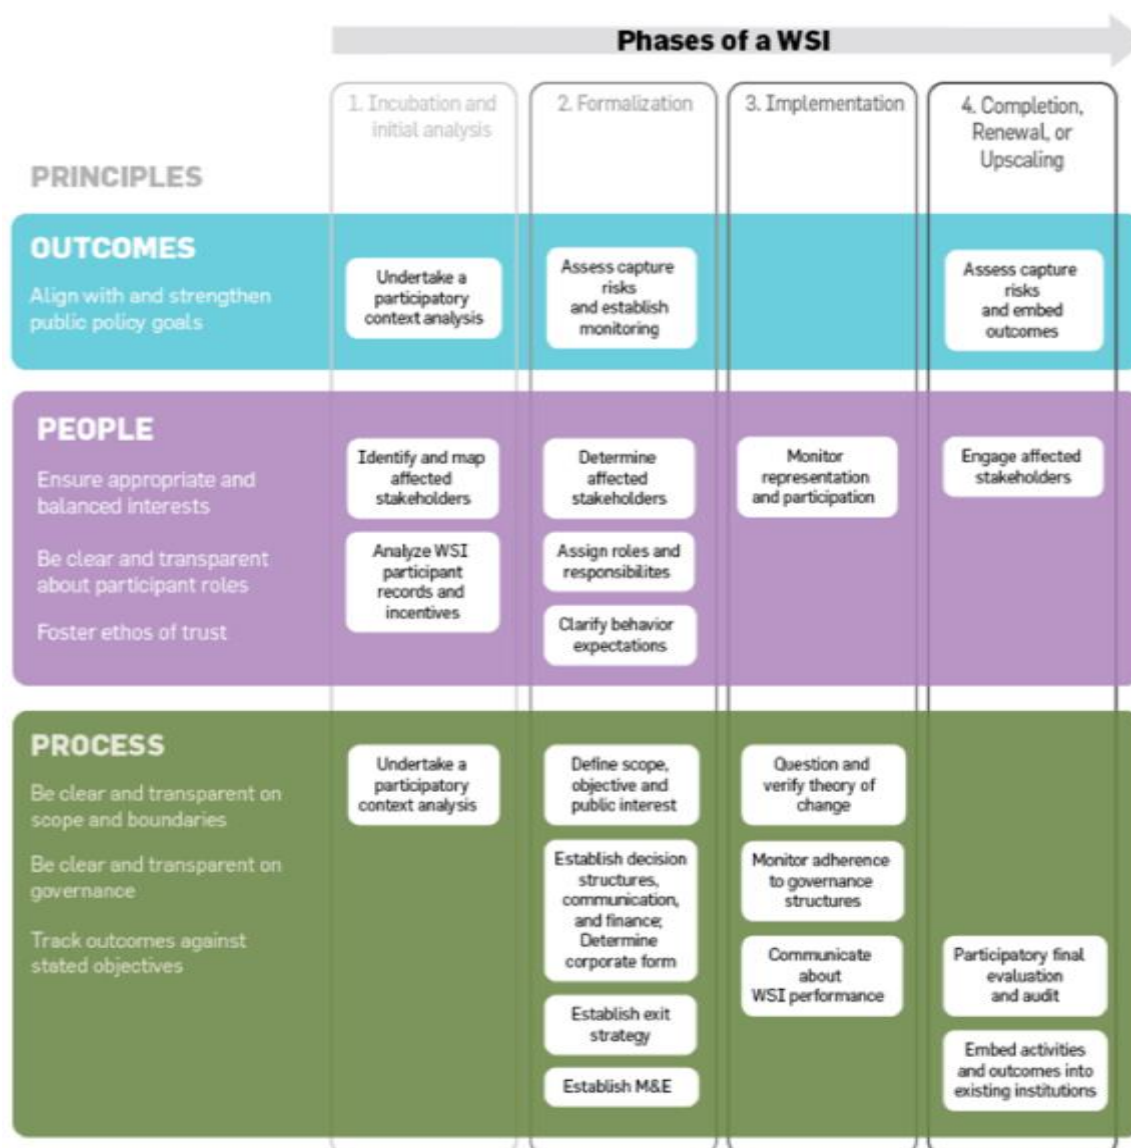 Phases of a WSI
1. Incubation and
initial analysis
2. Formalization
3. Implementation
4. Completion,
Renewal, or
Upscaling
PRINCIPLES
OUTCOMES
Align with and strengthen
public policy goals
Undertake a
participatory
context analysis
Assess capture
risks
and establish
monitoring
Assess capture
risks
and embed
outcomes
PEOPLE
Ensure appropriate and
balanced interests
Be clear and transparent
about participant roles
Foster ethos of trust
Identify and map
affected
stakeholders
Analyze WSI
participant
records and
incentives
Determine
affected
stakeholders
Assign roles and
responsibilites
Clarify behavior
expectations
Monitor
representation
and participation
Engage affected
stakeholders
PROCESS
Be clear and transparent on
scope and boundaries
Be clear and transparent on
governance
Track outcomes against
stated objectives
Undertake a
participatory
context analysis
Define scope,
objective and
public interest
Establish decision
structures,
communication,
and finance;
Determine
corporate form
Establish exit
strategy
Establish M&E
Question and
verify theory of
change
Monitor adherence
to governance
structures
Communicate
about
WSI performance
Participatory final
evaluation
and audit
Embed activities
and outcomes into
existing institutions